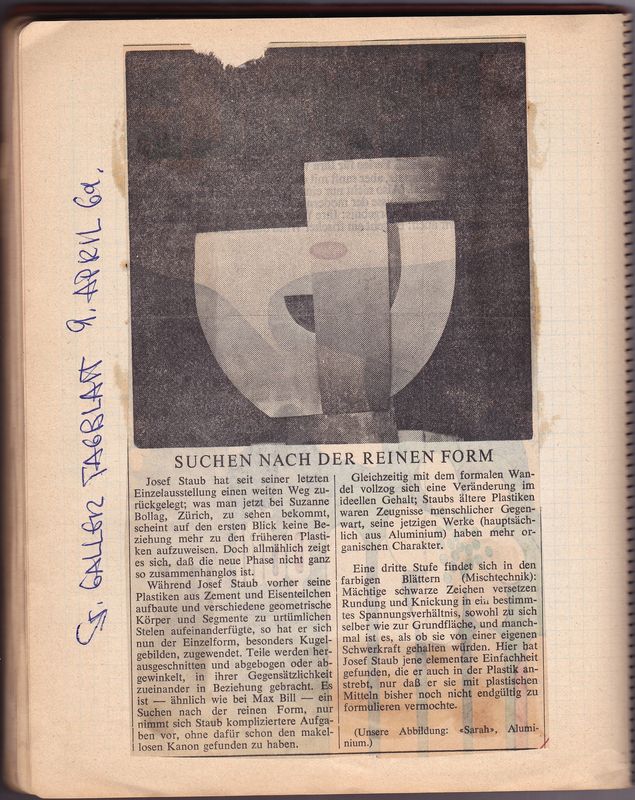 ST. GALLER TAGBLATT 9. APRIL 69.
SUCHEN NACH DER REINEN FORM
Josef Staub hat seit seiner letzten
Einzelausstellung einen weiten Weg zu-
rückgelegt; was man jetzt bei Suzanne
Bollag, Zürich, zu sehen bekommt,
scheint auf den ersten Blick keine Be-
ziehung mehr zu den früheren Plasti-
ken aufzuweisen. Doch allmählich zeigt
es sich, daß die neue Phase nicht ganz
so zusammenhanglos ist.
Während Josef Staub vorher seine
Plastiken aus Zement und Eisenteilchen
aufbaute und verschiedene geometrische
Körper und Segmente zu urtümlichen
Stelen aufeinanderfügte, so hat er sich
nun der Einzelform, besonders Kugel-
gebilden, zugewendet. Teile werden her-
ausgeschnitten und abgebogen oder ab-
gewinkelt, in ihrer Gegensätzlichkeit
zueinander in Beziehung gebracht. Es
ist — ähnlich wie bei Max Bill — ein
Suchen nach der reinen Form, nur
nimmt sich Staub kompliziertere Aufga-
ben vor, ohne dafür schon den makel-
losen Kanon gefunden zu haben.
Gleichzeitig mit dem formalen Wan-
del vollzog sich eine Veränderung im
ideellen Gehalt; Staubs ältere Plastiken
waren Zeugnisse menschlicher Gegen-
wart, seine jetzigen Werke (hauptsäch-
lich aus Aluminium) haben mehr or-
ganischen Charakter.
Eine dritte Stufe findet sich in den
farbigen Blättern (Mischtechnik):
Mächtige schwarze Zeichen versetzen
Rundung und Knickung in ein bestimm-
tes Spannungsverhältnis, sowohl zu sich
selber wie zur Grundfläche, und manch-
mal ist es, als ob sie von einer eigenen
Schwerkraft gehalten würden. Hier hat
Josef Staub jene elementare Einfachheit
gefunden, die er auch in der Plastik an-
strebt, nur daß er sie mit plastischen
Mitteln bisher noch nicht endgültig zu
formulieren vermochte.
(Unsere Abbildung: «Sarah», Alumi-
nium.)